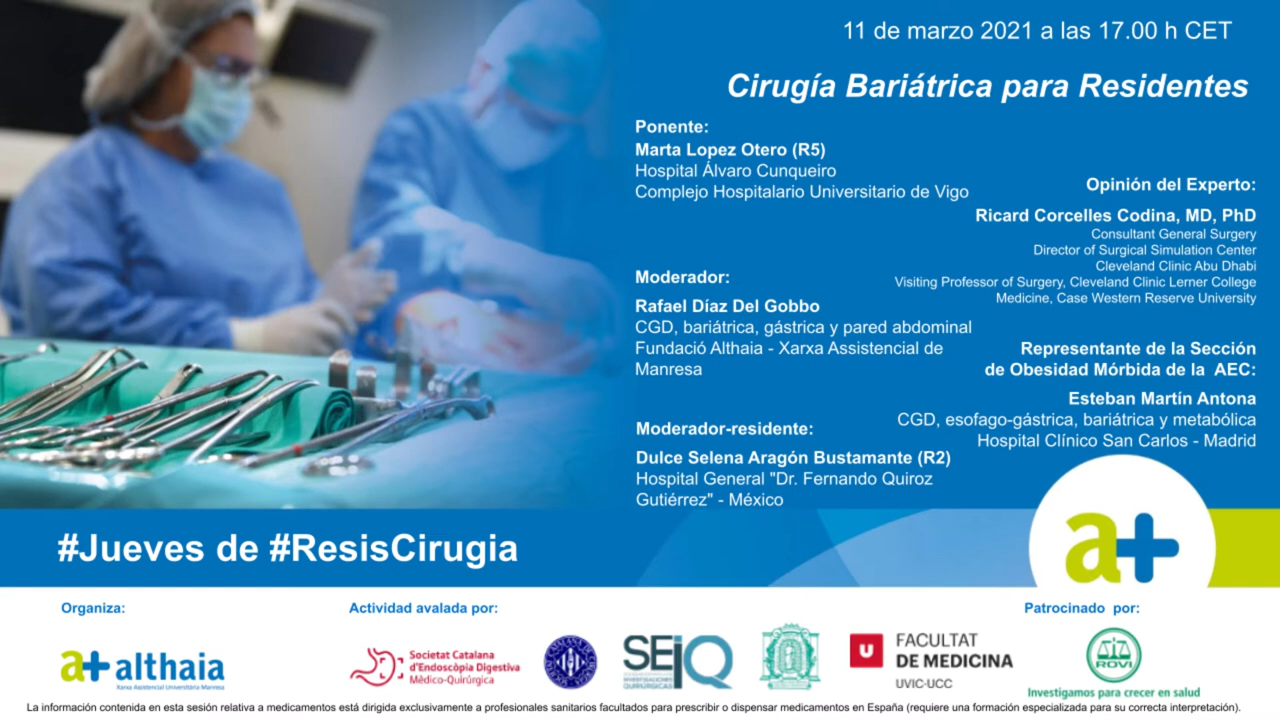 11 de marzo 2021 a las 17.00 h CET
Cirugía Bariátrica para Residentes
Ponente:
Marta Lopez Otero (R5)
Hospital Álvaro Cunqueiro
Complejo Hospitalario Universitario de Vigo
Moderador:
Rafael Díaz Del Gobbo
CGD, bariátrica, gástrica y pared abdominal
Fundació Althaia - Xarxa Assistencial de
Manresa
Moderador-residente:
Dulce Selena Aragón Bustamante (R2)
Hospital General "Dr. Fernando Quiroz
Gutiérrez" - México
Opinión del Experto:
Ricard Corcelles Codina, MD, PhD
Consultant General Surgery
Director of Surgical Simulation Center
Cleveland Clinic Abu Dhabi
Visiting Professor of Surgery, Cleveland Clinic Lerner College
Medicine, Case Western Reserve University
Representante de la Sección
de Obesidad Mórbida de la AEC:
Esteban Martín Antona
CGD, esofago-gástrica, bariátrica y metabólica
Hospital Clínico San Carlos - Madrid
#Jueves de #ResisCirugia
a+
Organiza:
a+ althaia
Xarxa Assistencial Universitària Manresa
Actividad avalada por:
Societat Catalana
d'Endoscòpia Digestiva
Mèdico-Quirúrgica
SEIQ
INVESTIGACIONES
QUIRÚRGICAS
U
FACULTAT
DE MEDICINA
UVIC·UCC
Patrocinado por:
ROVI
Investigamos para crecer en salud
La información contenida en esta sesión relativa a medicamentos está dirigida exclusivamente a profesionales sanitarios facultados para prescribir o dispensar medicamentos en España (requiere una formación especializada para su correcta interpretación).